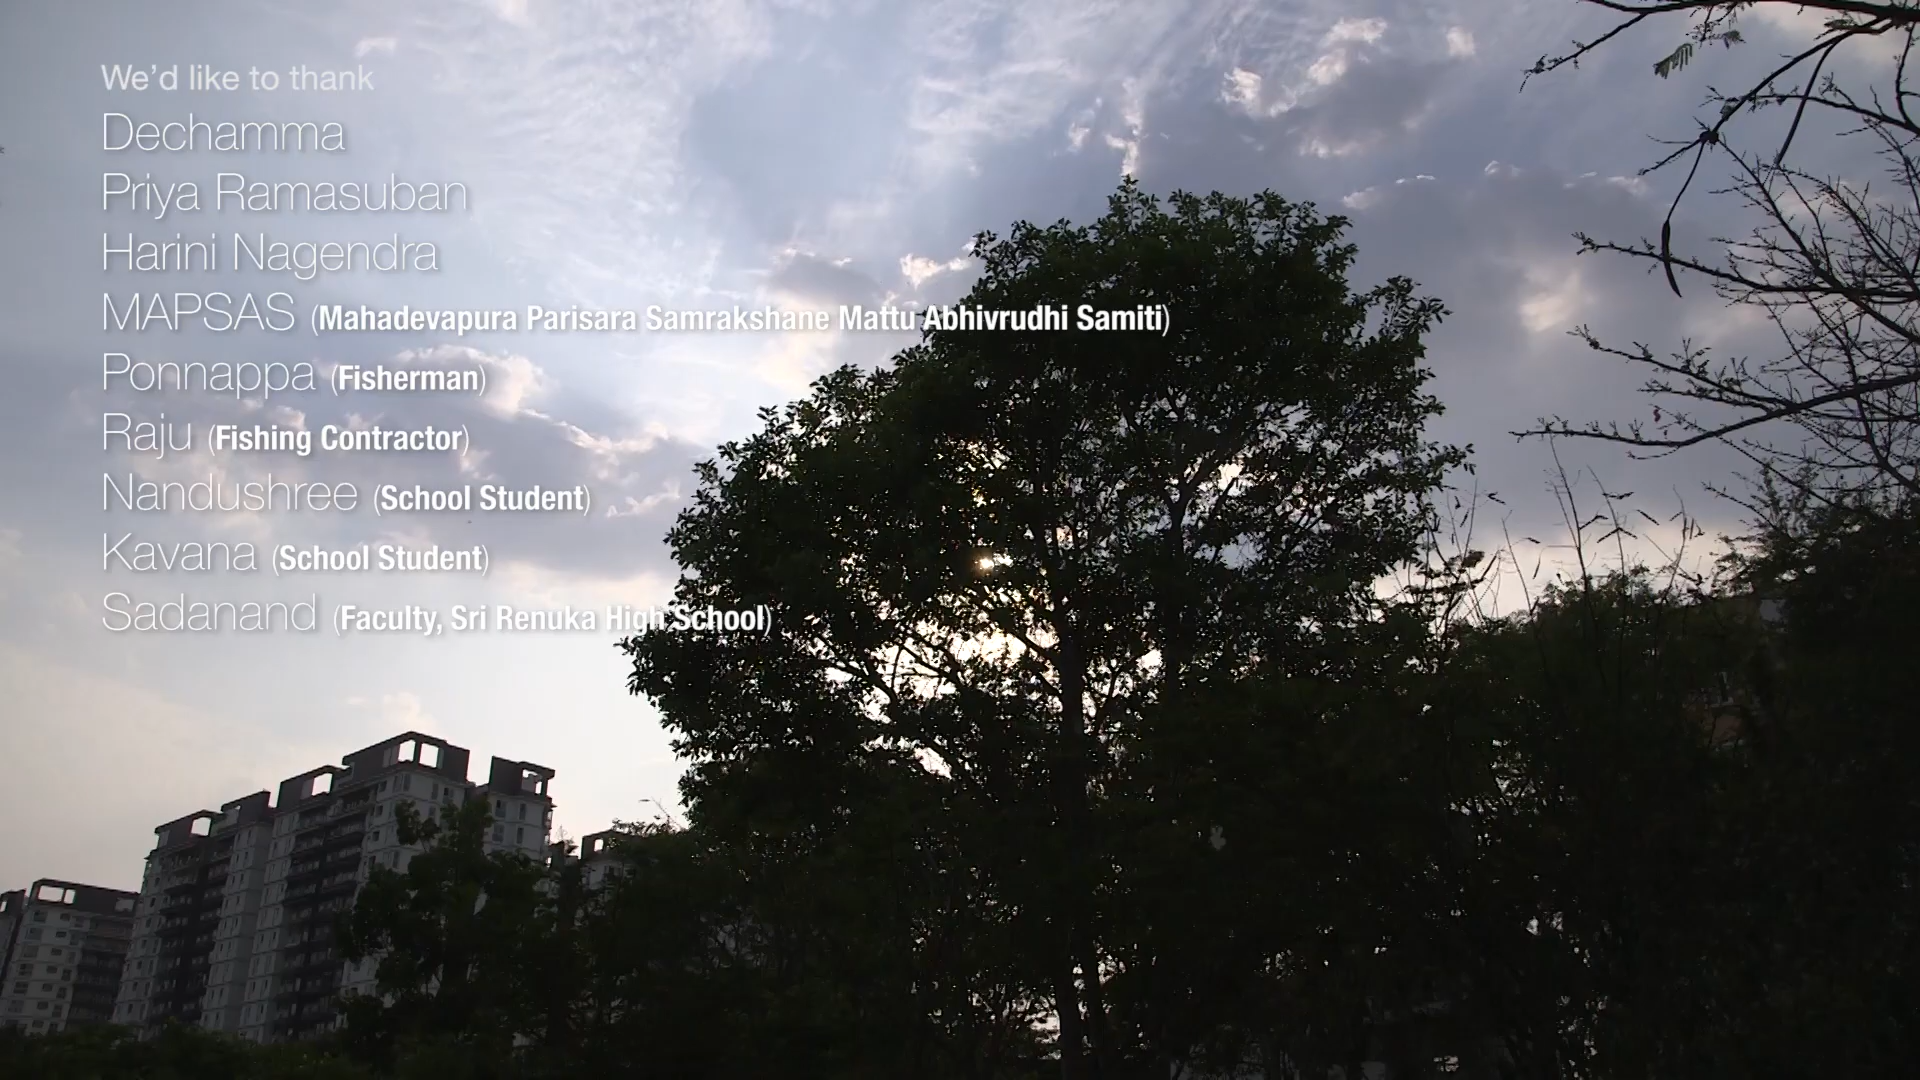 We’d like to thank
Dechamma
Priya Ramasuban
Harini Nagendra
MAPSAS (Mahadevapura Parisara Samrakshane Mattu Abhivrudhi Samiti)
Ponnappa (Fisherman)
Raju (Fishing Contractor)
Nandushree (School Student)
Kavana (School Student)
Sadanand (Faculty, Sri Renuka High School)